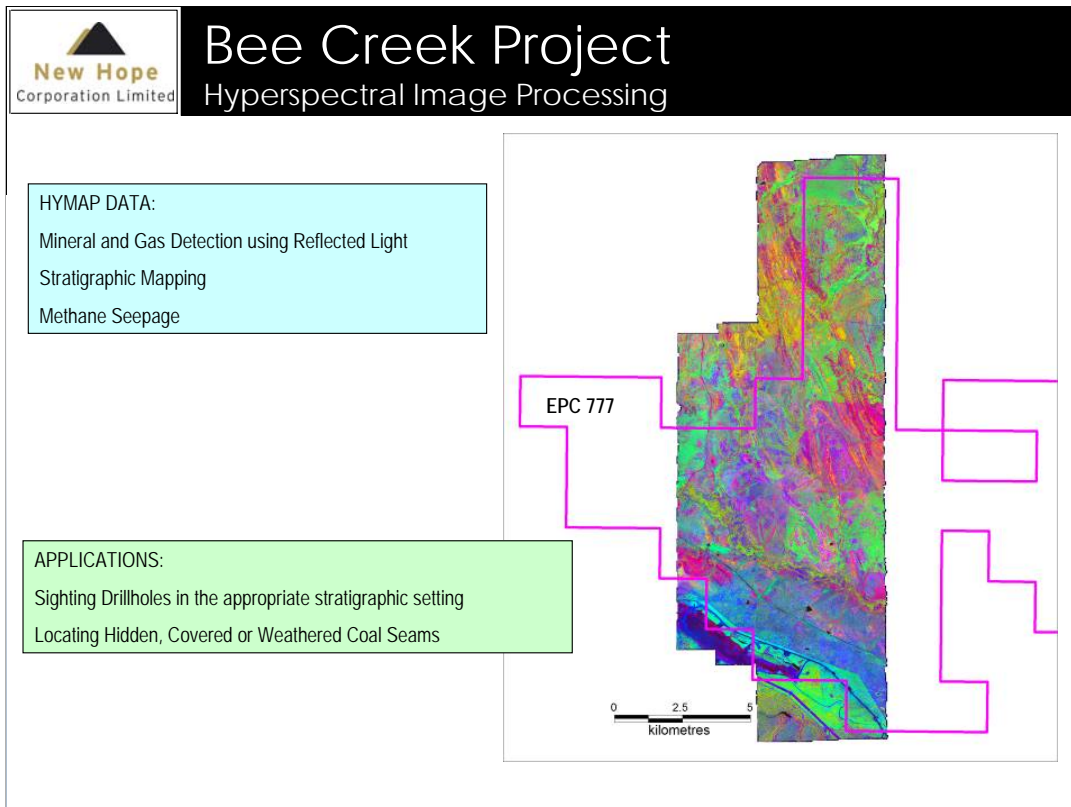 New Hope
Corporation Limited
Bee Creek Project
Hyperspectral Image Processing
HYMAP DATA:
Mineral and Gas Detection using Reflected Light
Stratigraphic Mapping
Methane Seepage
EPC 777
APPLICATIONS:
Sighting Drillholes in the appropriate stratigraphic setting
Locating Hidden, Covered or Weathered Coal Seams
0 2.5 5
kilometres